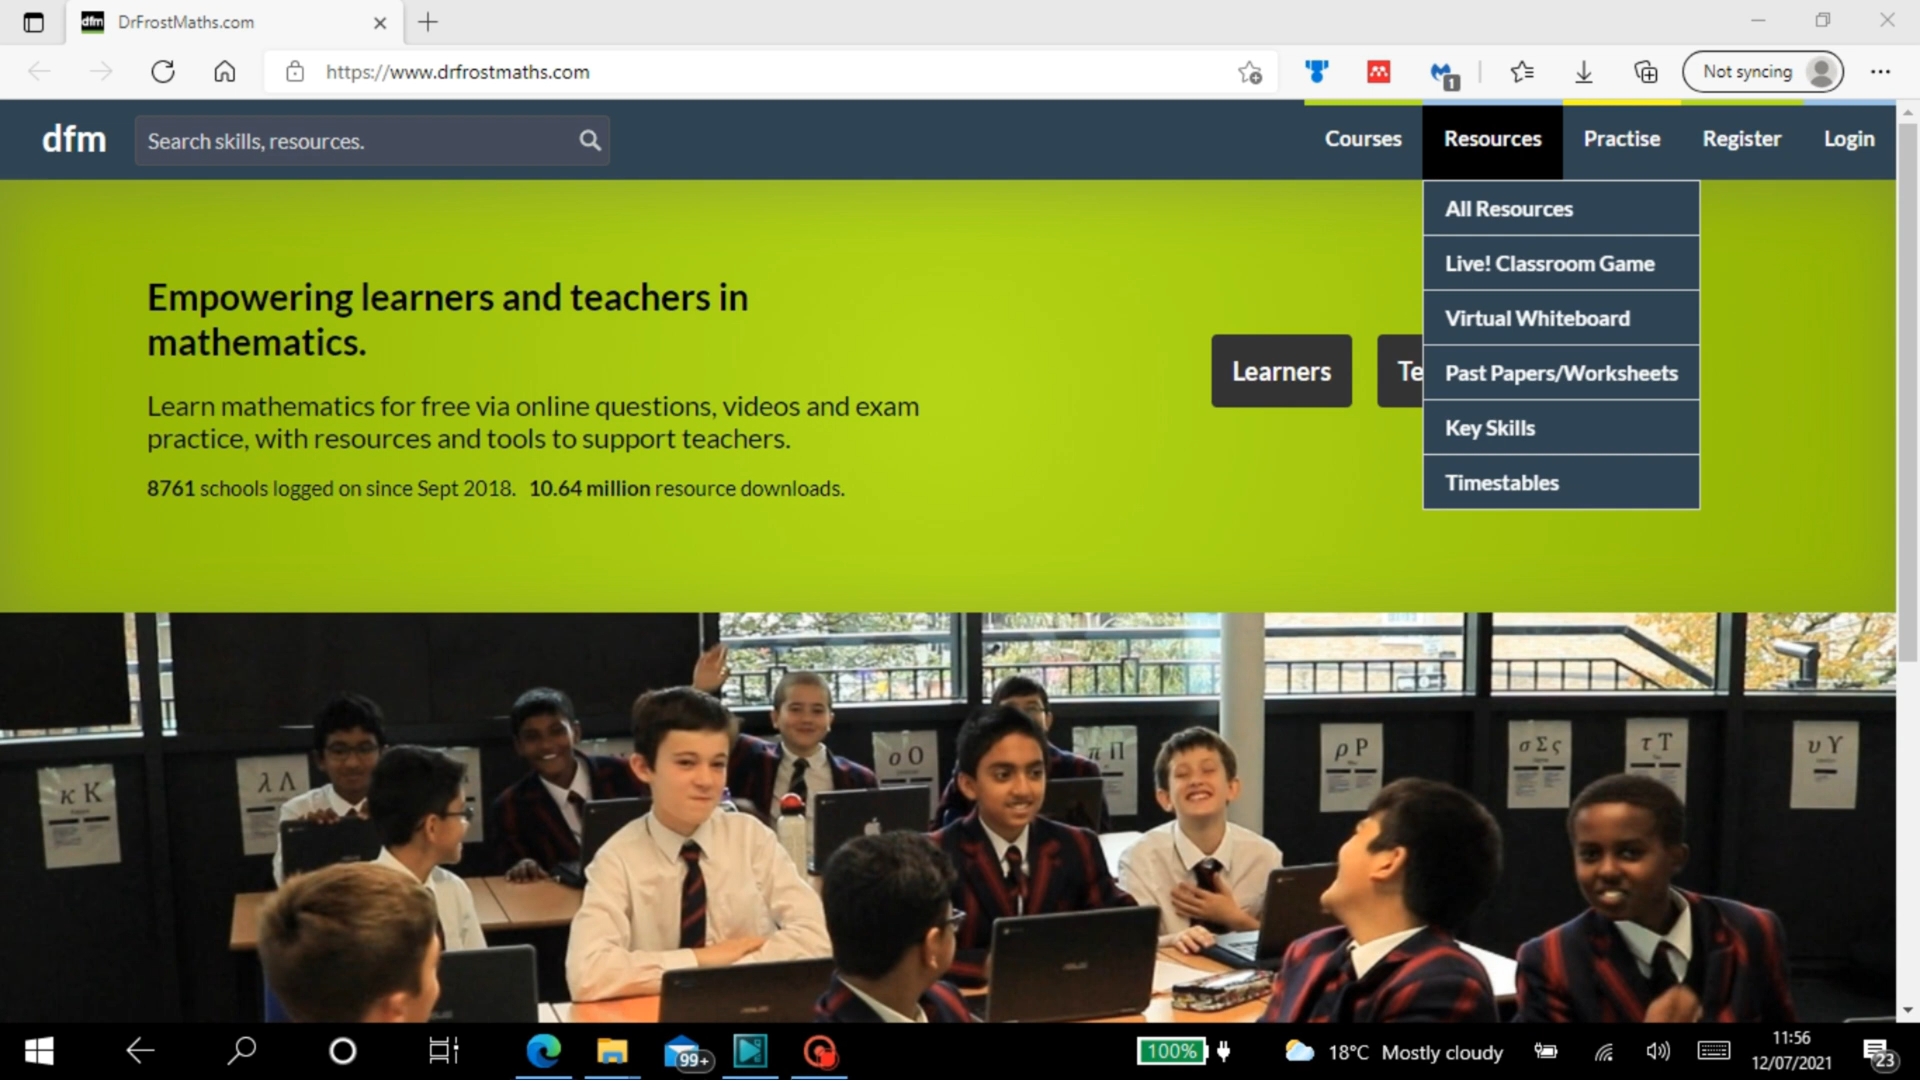 dfm DrFrostMaths.com
https://www.drfrostmaths.com
1
Not syncing
dfm
Search skills, resources.
Courses
Resources
Practise
Register
Login
All Resources
Live! Classroom Game
Virtual Whiteboard
Past Papers/Worksheets
Key Skills
Timestables
Empowering learners and teachers in
mathematics.
Learners
Te
Learn mathematics for free via online questions, videos and exam
practice, with resources and tools to support teachers.
8761 schools logged on since Sept 2018. 10.64 million resource downloads.
κ Κ
λ Λ
ο Ο
π Π
ρ Ρ
σ Σ ς
τ Τ
υ Υ
99+
100%
18°C Mostly cloudy
11:56
12/07/2021
23